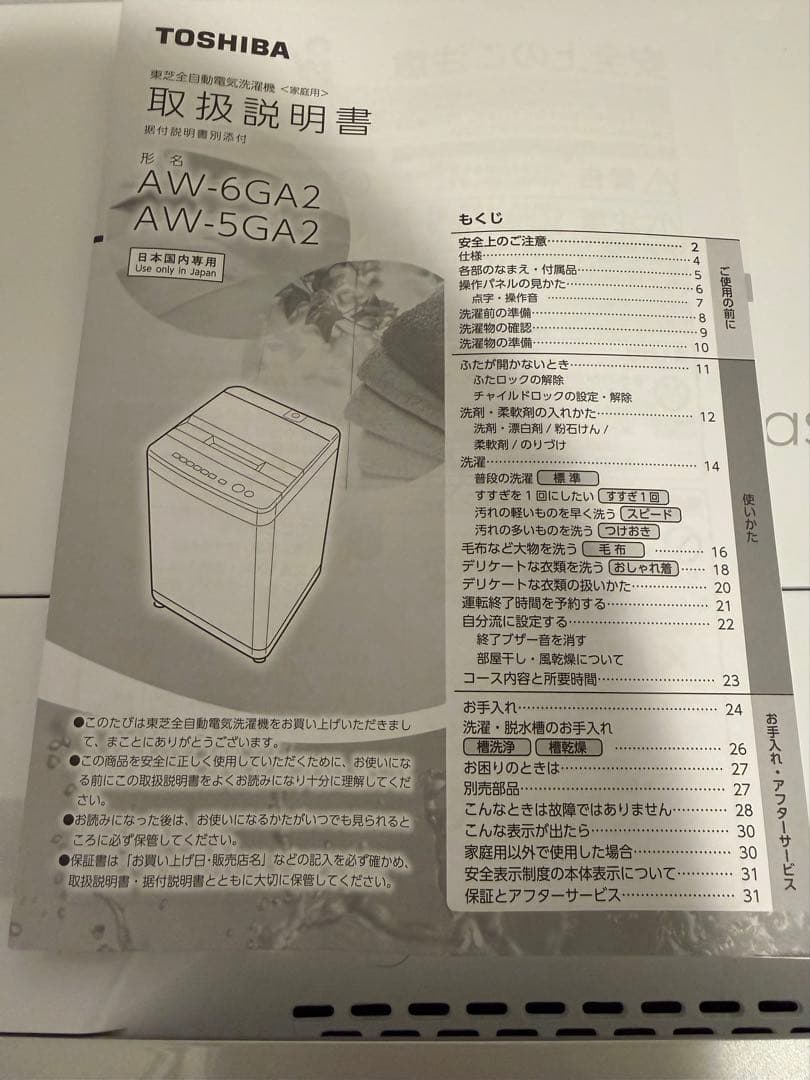 TOSHIBA
東芝全自動電気洗濯機 <家庭用>
取扱説明書
据付説明書別添付
形 名
AW-6GA2
AW-5GA2
日本国内専用
Use only in Japan
もくじ
安全上のご注意 2
仕様 4
各部のなまえ・付属品 5
操作パネルの見かた 6
点字・操作音 7
洗濯前の準備 8
洗濯物の確認 9
洗濯物の準備 10
ご使用の前に
ふたが開かないとき 11
ふたロックの解除
チャイルドロックの設定・解除
洗剤・柔軟剤の入れかた 12
洗剤・漂白剤 / 粉石けん /
柔軟剤 / のりづけ
洗濯 14
普段の洗濯 標準
すすぎを1回にしたい すすぎ1回
汚れの軽いものを早く洗う スピード
汚れの多いものを洗う つけおき
毛布など大物を洗う 毛布 16
デリケートな衣類を洗う おしゃれ着 18
デリケートな衣類の扱いかた 20
運転終了時間を予約する 21
自分流に設定する 22
終了ブザー音を消す
部屋干し・風乾燥について
コース内容と所要時間 23
使いかた
お手入れ 24
洗濯・脱水槽のお手入れ
槽洗浄 槽乾燥 26
お困りのときは 27
別売部品 27
こんなときは故障ではありません 28
こんな表示が出たら 30
家庭用以外で使用した場合 30
安全表示制度の本体表示について 31
保証とアフターサービス 31
お手入れ・アフターサービス
●このたびは東芝全自動電気洗濯機をお買い上げいただきまし
て、まことにありがとうございます。
●この商品を安全に正しく使用していただくために、お使いにな
る前にこの取扱説明書をよくお読みになり十分に理解してくだ
さい。
●お読みになった後は、お使いになるかたがいつでも見られると
ころに必ず保管してください。
●保証書は「お買い上げ日・販売店名」などの記入を必ず確かめ、
取扱説明書・据付説明書とともに大切に保管してください。